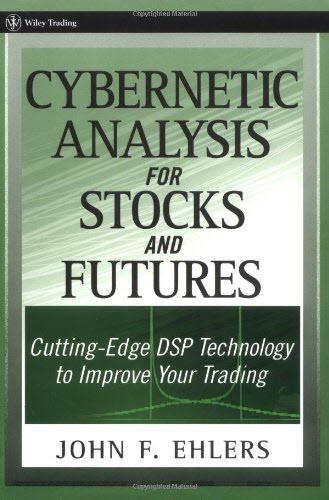 Wiley Trading
CYBERNETIC
ANALYSIS
FOR
STOCKS
AND
FUTURES
Cutting-Edge DSP Technology
to Improve Your Trading
JOHN F. EHLERS